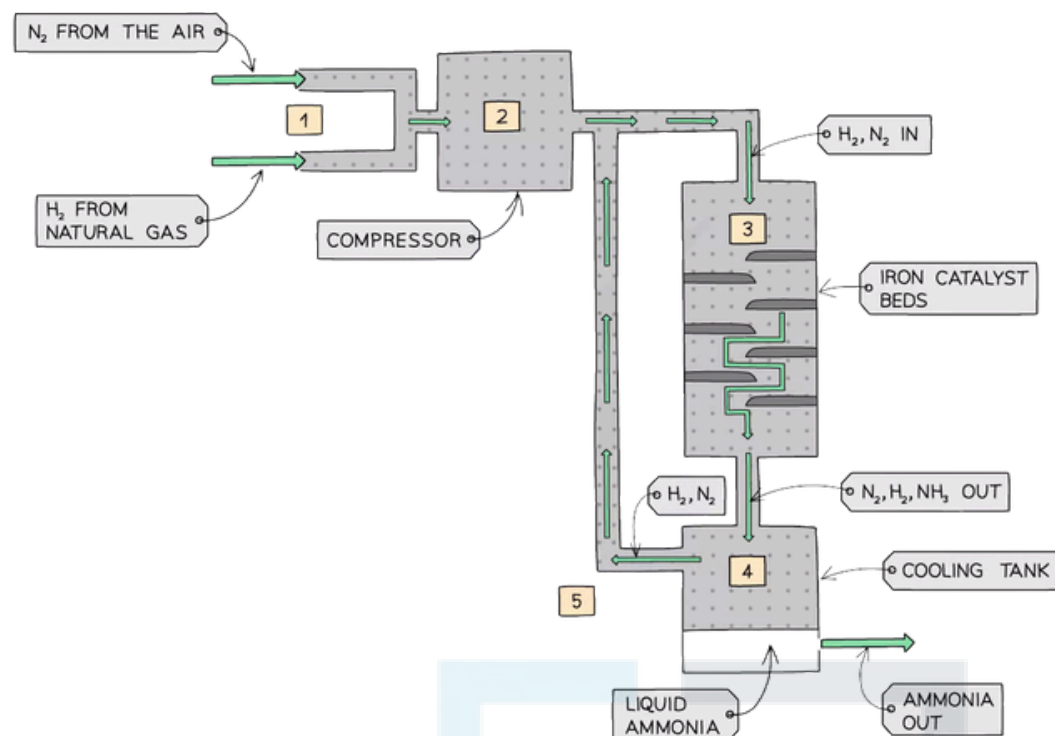 N₂ FROM THE AIR
1
2
H₂, N₂ IN
H₂ FROM
NATURAL GAS
COMPRESSOR
3
IRON CATALYST
BEDS
H₂, N₂
N₂, H₂, NH₃ OUT
4
COOLING TANK
5
LIQUID
AMMONIA
AMMONIA
OUT